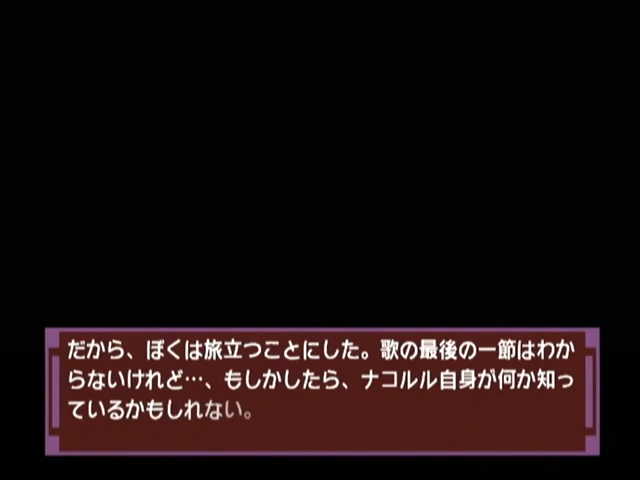 だから、ぼくは旅立つことにした。歌の最後の一節はわか
らないけれど…、もしかしたら、ナコルル自身が何か知っ
ているかもしれない。